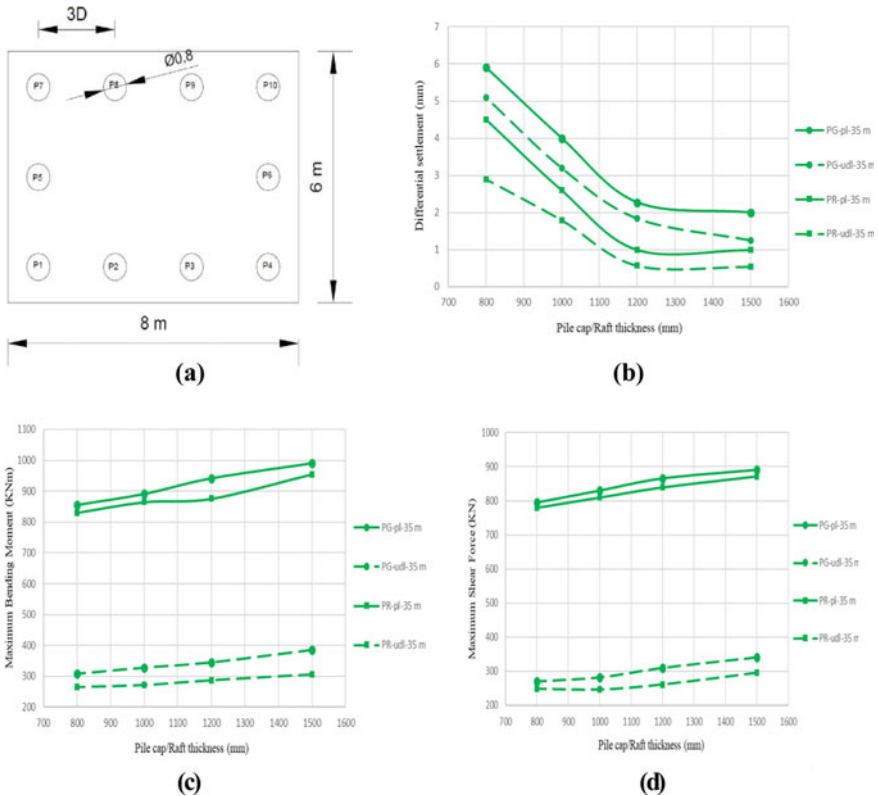 3D
Ø0,8
P7
P8
P9
P10
P5
P6
P1
P2
P3
P4
6 m
8 m
(a)
7
6
5
4
3
2
1
0
700 800 900 1000 1100 1200 1300 1400 1500 1600
Differential settlement (mm)
Pile cap/Raft thickness (mm)
PG-pl-35 m
PG-udl-35 m
PR-pl-35 m
PR-udl-35 m
(b)
1100
1000
900
800
700
600
500
400
300
200
700 800 900 1000 1100 1200 1300 1400 1500 1600
Maximum Bending Moment (KNm)
Pile cap/Raft thickness (mm)
PG-pl-35 m
PG-udl-35 m
PR-pl-35 m
PR-udl-35 m
(c)
1000
900
800
700
600
500
400
300
200
700 800 900 1000 1100 1200 1300 1400 1500 1600
Maximum Shear Force (KN)
Pile cap/Raft thickness (mm)
PG-pl-35 m
PG-udl-35 m
PR-pl-35 m
PR-udl-35 m
(d)